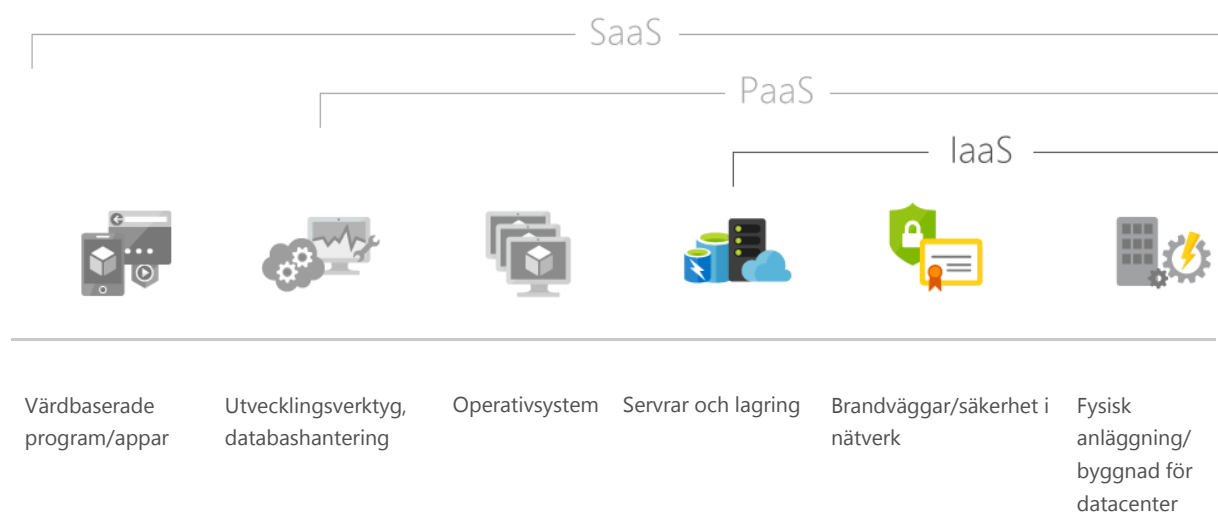 SaaS
PaaS
IaaS
Värdbaserade
program/appar
Utvecklingsverktyg,
databashantering
Operativsystem
Servrar och lagring
Brandväggar/säkerhet i
nätverk
Fysisk
anläggning/
byggnad för
datacenter